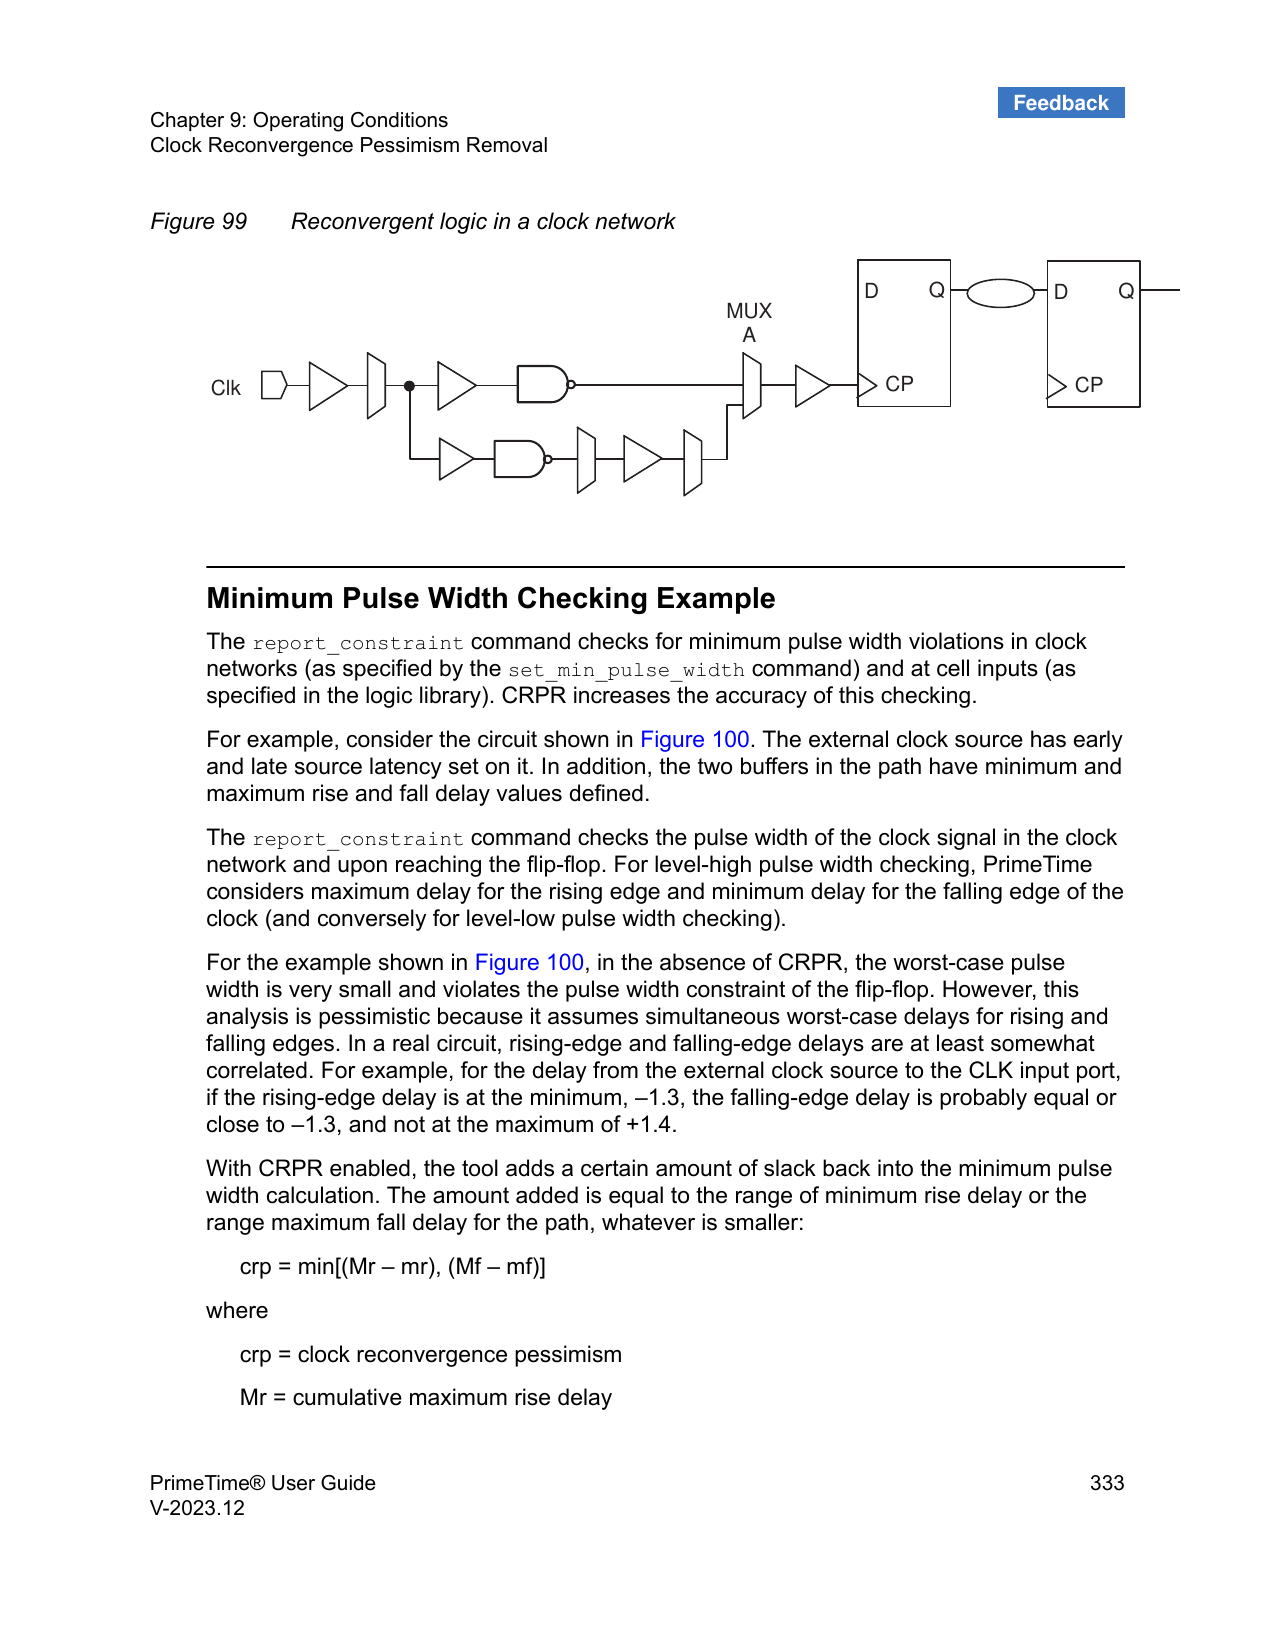 Feedback
Chapter 9: Operating Conditions
Clock Reconvergence Pessimism Removal
Figure 99 Reconvergent logic in a clock network
D Q D Q
MUX
A
Clk CP CP
Minimum Pulse Width Checking Example
The report_constraint command checks for minimum pulse width violations in clock
networks (as specified by the set_min_pulse_width command) and at cell inputs (as
specified in the logic library). CRPR increases the accuracy of this checking.
For example, consider the circuit shown in Figure 100. The external clock source has early
and late source latency set on it. In addition, the two buffers in the path have minimum and
maximum rise and fall delay values defined.
The report_constraint command checks the pulse width of the clock signal in the clock
network and upon reaching the flip-flop. For level-high pulse width checking, PrimeTime
considers maximum delay for the rising edge and minimum delay for the falling edge of the
clock (and conversely for level-low pulse width checking).
For the example shown in Figure 100, in the absence of CRPR, the worst-case pulse
width is very small and violates the pulse width constraint of the flip-flop. However, this
analysis is pessimistic because it assumes simultaneous worst-case delays for rising and
falling edges. In a real circuit, rising-edge and falling-edge delays are at least somewhat
correlated. For example, for the delay from the external clock source to the CLK input port,
if the rising-edge delay is at the minimum, –1.3, the falling-edge delay is probably equal or
close to –1.3, and not at the maximum of +1.4.
With CRPR enabled, the tool adds a certain amount of slack back into the minimum pulse
width calculation. The amount added is equal to the range of minimum rise delay or the
range maximum fall delay for the path, whatever is smaller:
crp = min[(Mr – mr), (Mf – mf)]
where
crp = clock reconvergence pessimism
Mr = cumulative maximum rise delay
PrimeTime® User Guide 333
V-2023.12